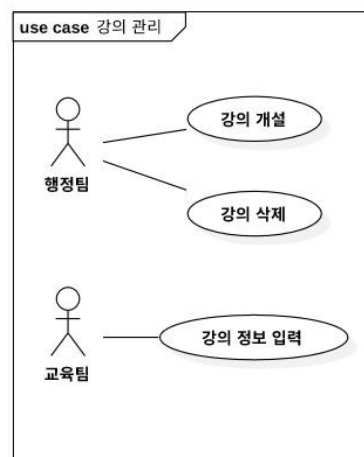 use case 강의 관리
강의 개설
행정팀
강의 삭제
강의 정보 입력
교육팀